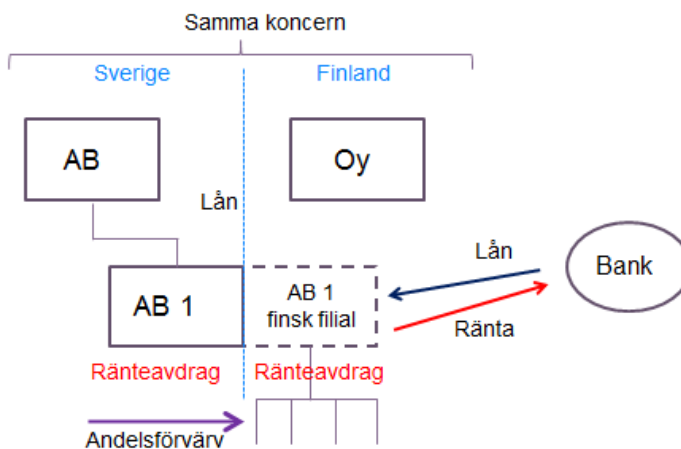 Samma koncern
Sverige
Finland
AB
Oy
Lån
Lån
Bank
AB 1
AB 1
finsk filial
Ränta
Ränteavdrag
Ränteavdrag
Andelsförvärv